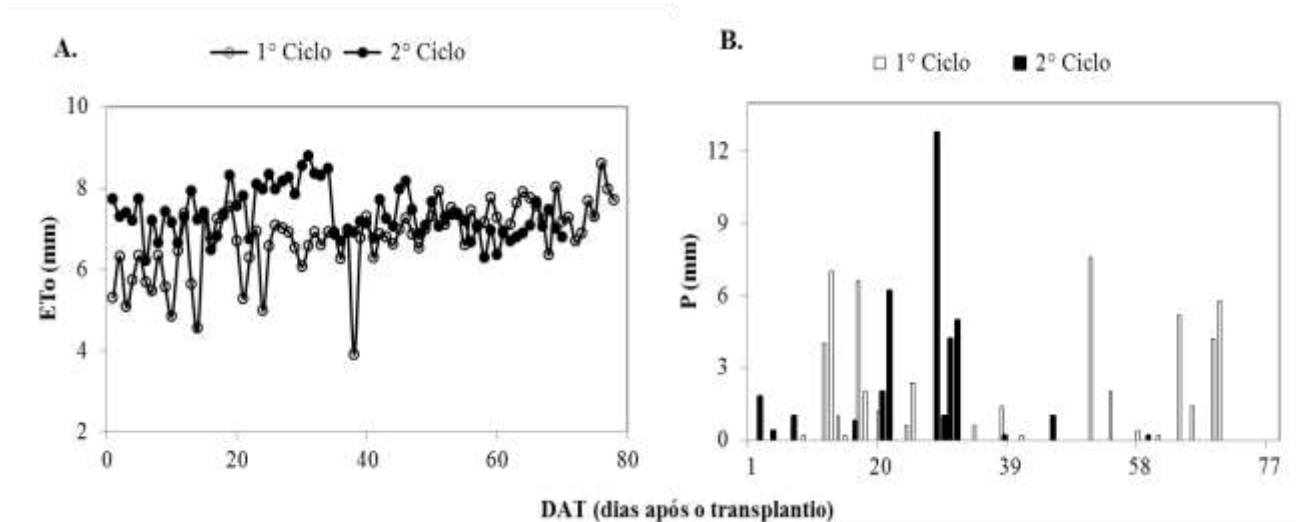 A.
1° Ciclo 2° Ciclo
ETo (mm)
10
8
6
4
2
0 20 40 60 80
B.
1° Ciclo 2° Ciclo
P (mm)
12
9
6
3
0
1 20 39 58 77
DAT (dias após o transplantio)